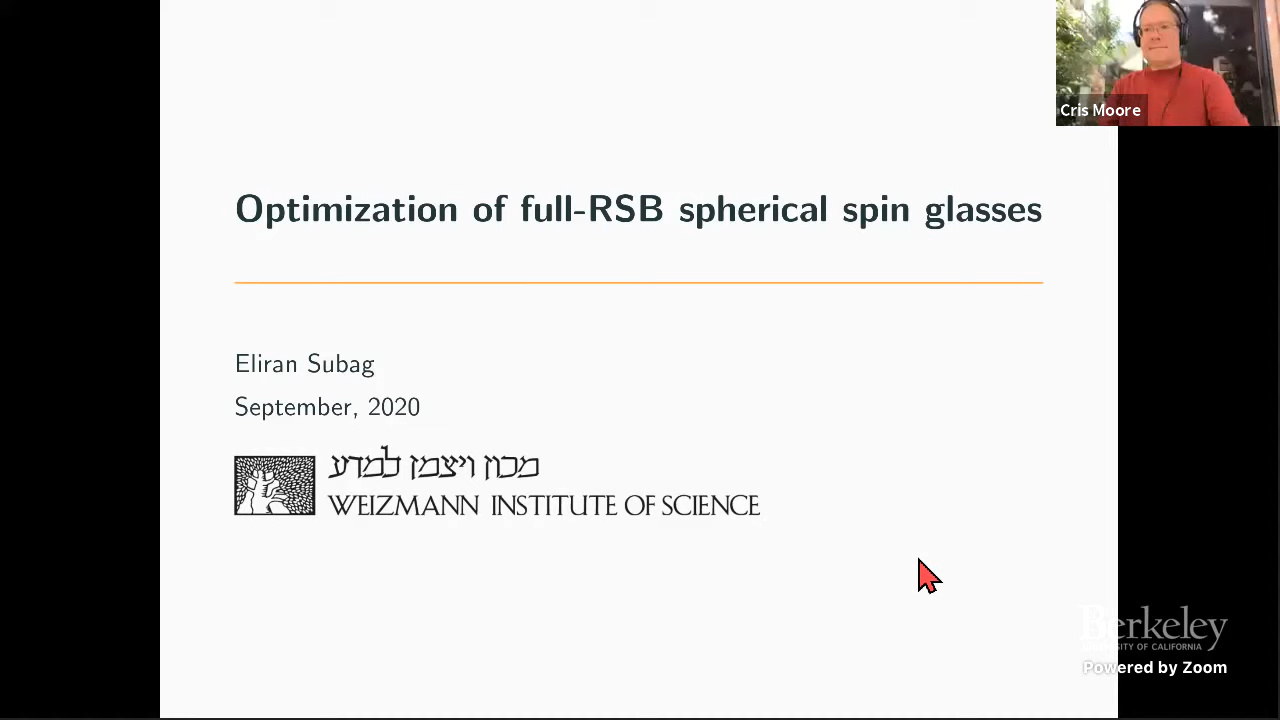 Cris Moore
Optimization of full-RSB spherical spin glasses
Eliran Subag
September, 2020
מכון ויצמן למדע
WEIZMANN INSTITUTE OF SCIENCE
Berkeley
UNIVERSITY OF CALIFORNIA
Powered by Zoom